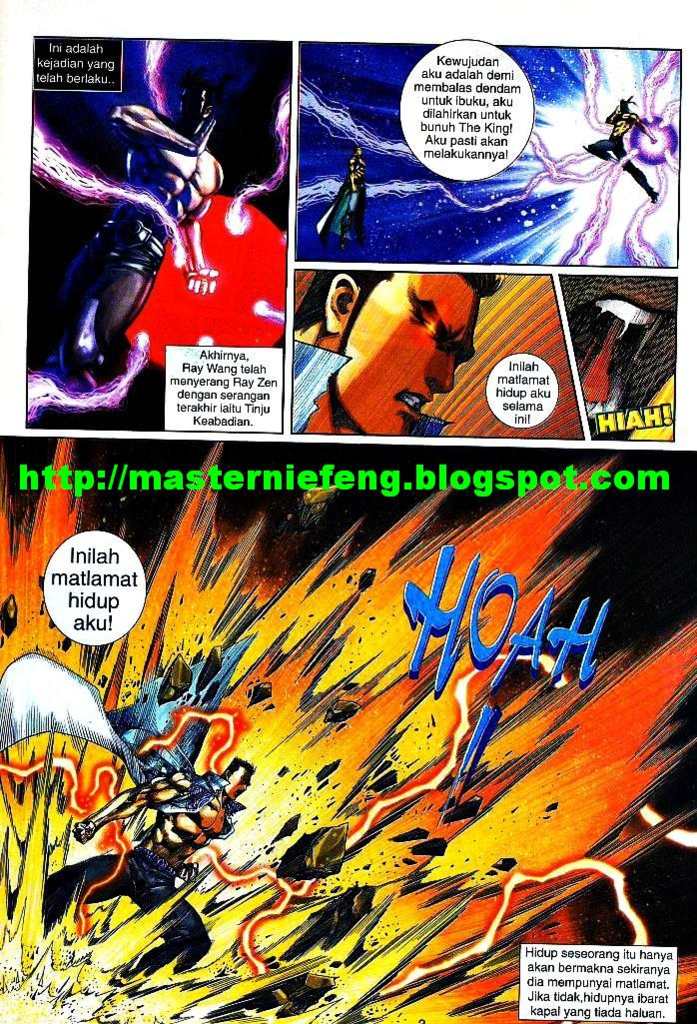 Ini adalah
kejadian yang
telah berlaku..
Kewujudan
aku adalah demi
membalas dendam
untuk ibuku, aku
dilahirkan untuk
bunuh The King!
Aku pasti akan
melakukannya!
Akhirnya,
Ray Wang telah
menyerang Ray Zen
dengan serangan
terakhir iaitu Tinju
Keabadian.
Inilah
matlamat
hidup aku
selama
ini!
HIAH!
http://masterniefeng.blogspot.com
Inilah
matlamat
hidup
aku!
HOAH!!
Hidup seseorang itu hanya
akan bermakna sekiranya
dia mempunyai matlamat.
Jika tidak,hidupnya ibarat
kapal yang tiada haluan.